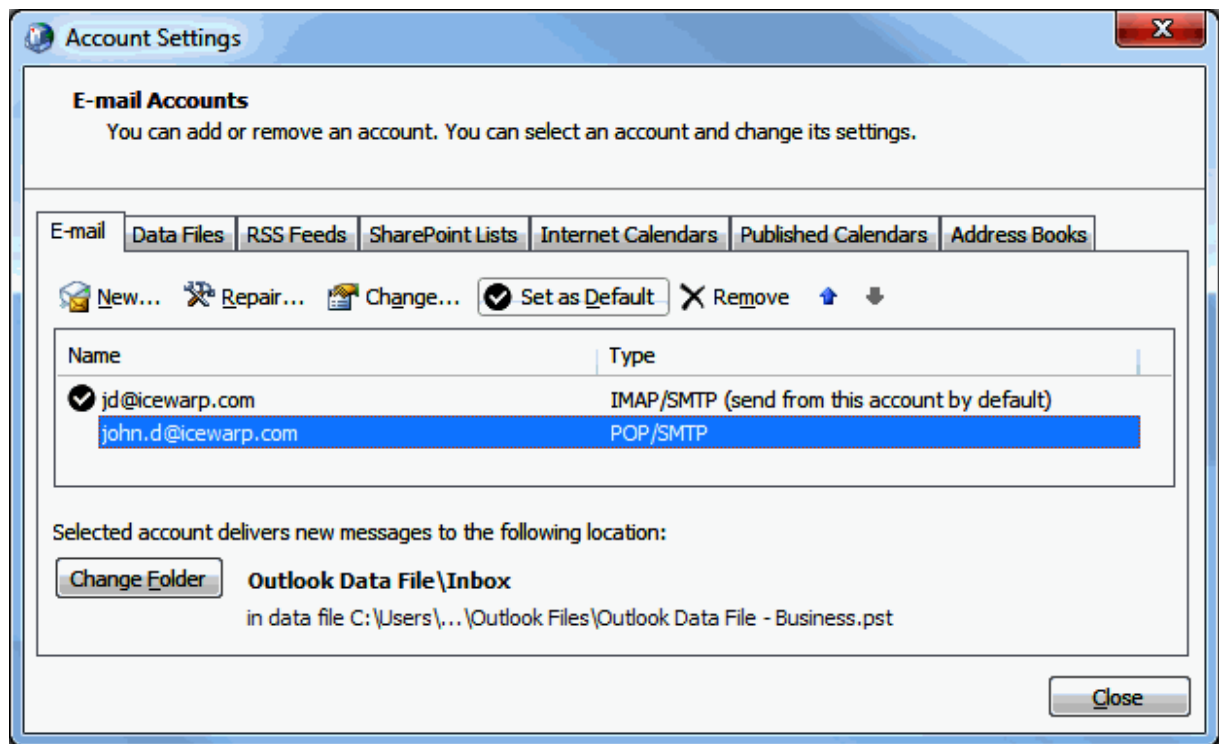 Account Settings
E-mail Accounts
You can add or remove an account. You can select an account and change its settings.
E-mail Data Files RSS Feeds SharePoint Lists Internet Calendars Published Calendars Address Books
New... Repair... Change... Set as Default Remove
Name Type
jd@icewarp.com IMAP/SMTP (send from this account by default)
john.d@icewarp.com POP/SMTP
Selected account delivers new messages to the following location:
Change Folder Outlook Data File\Inbox
in data file C:\Users\...\Outlook Files\Outlook Data File - Business.pst
Close